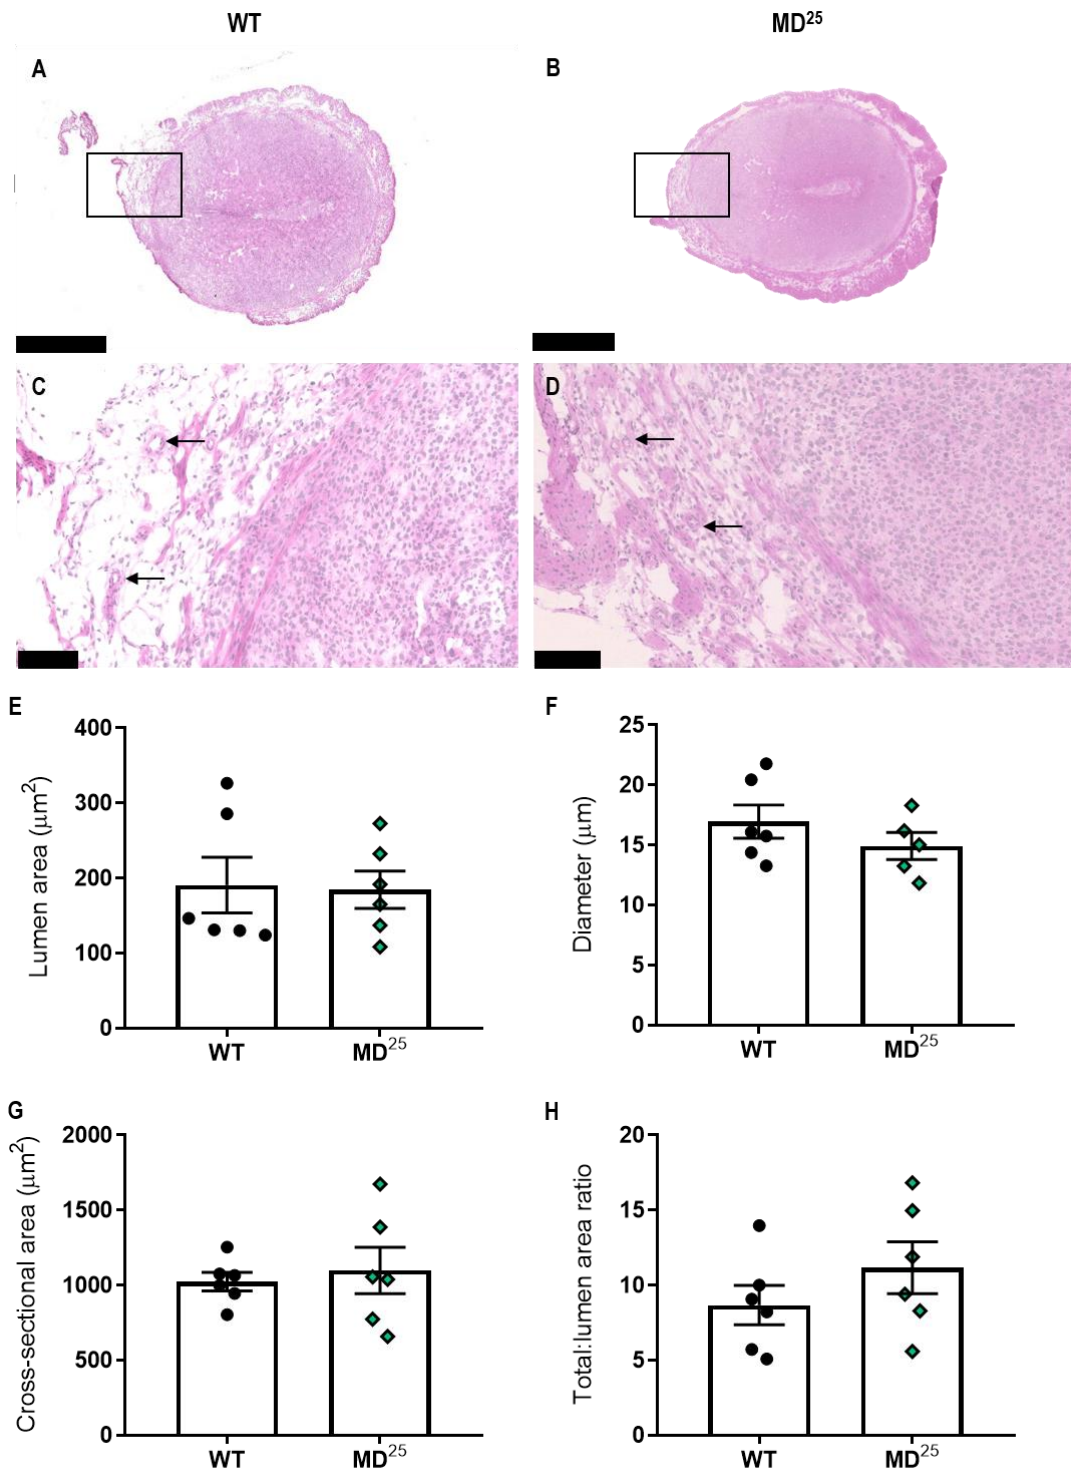 WT MD²⁵
A B
C D
E F
Lumen area (μm²)
400
300
200
100
0
WT MD²⁵
Diameter (μm)
25
20
15
10
5
0
WT MD²⁵
G H
Cross-sectional area (μm²)
2000
1500
1000
500
0
WT MD²⁵
Total:lumen area ratio
20
15
10
5
0
WT MD²⁵